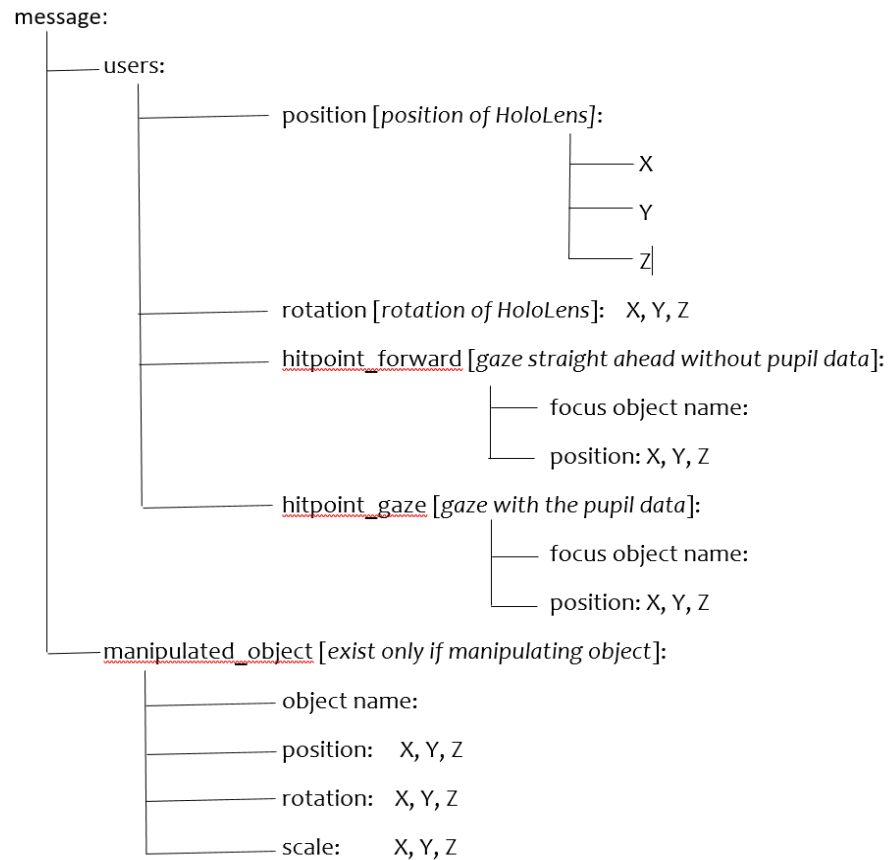 message:
users:
position [position of HoloLens]:
X
Y
Z
rotation [rotation of HoloLens]: X, Y, Z
hitpoint_forward [gaze straight ahead without pupil data]:
focus object name:
position: X, Y, Z
hitpoint_gaze [gaze with the pupil data]:
focus object name:
position: X, Y, Z
manipulated_object [exist only if manipulating object]:
object name:
position: X, Y, Z
rotation: X, Y, Z
scale: X, Y, Z